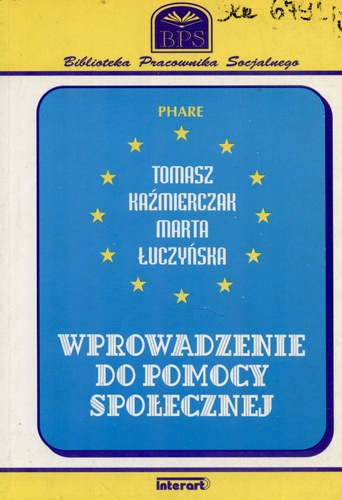 BPS
Biblioteka Pracownika Socjalnego
PHARE
TOMASZ
KAŹMIERCZAK
MARTA
ŁUCZYŃSKA
WPROWADZENIE
DO POMOCY
SPOŁECZNEJ
interart